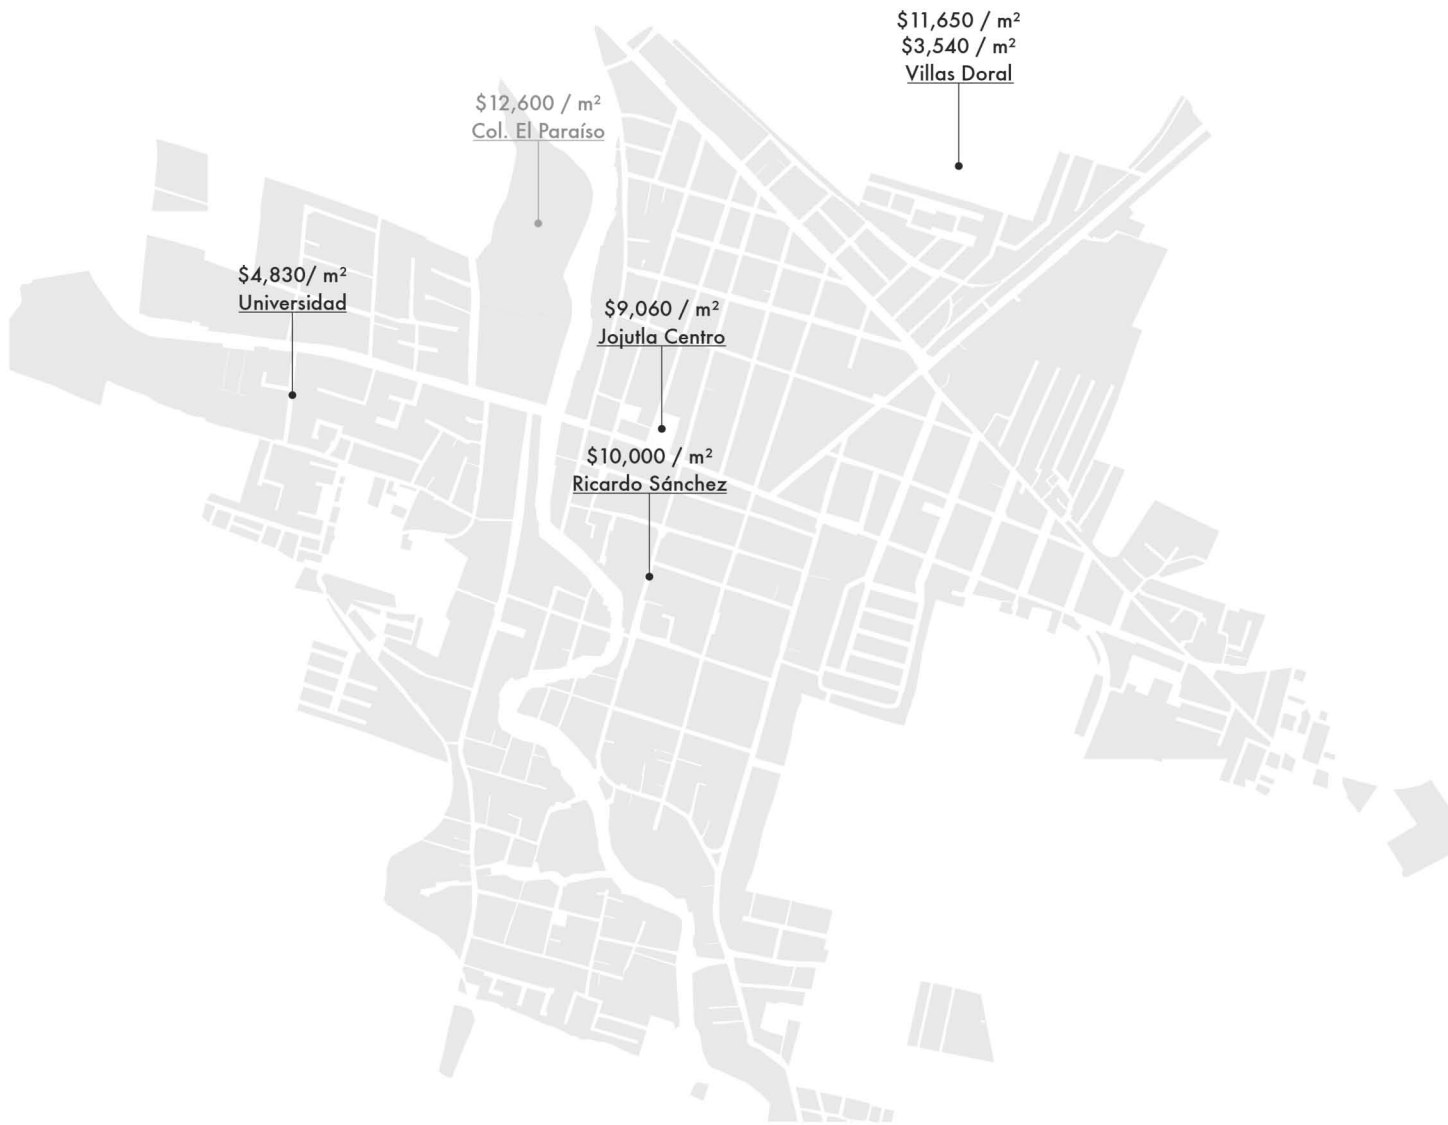 $11,650 / m²
$3,540 / m²
Villas Doral
$12,600 / m²
Col. El Paraíso
$4,830/ m²
Universidad
$9,060 / m²
Jojutla Centro
$10,000 / m²
Ricardo Sánchez